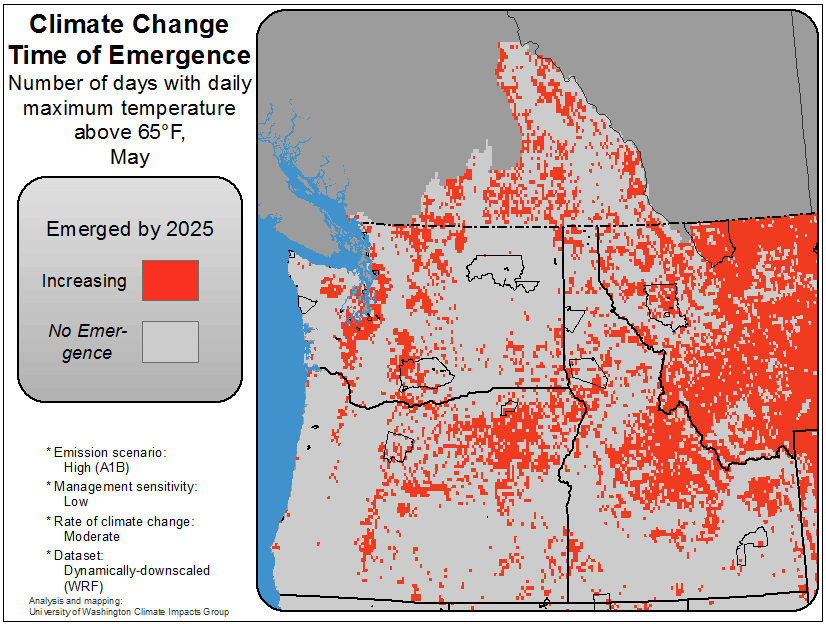 Climate Change
Time of Emergence
Number of days with daily
maximum temperature
above 65°F,
May
Emerged by 2025
Increasing
No Emer-
gence
* Emission scenario:
High (A1B)
* Management sensitivity:
Low
* Rate of climate change:
Moderate
* Dataset:
Dynamically-downscaled
(WRF)
Analysis and mapping:
University of Washington Climate Impacts Group